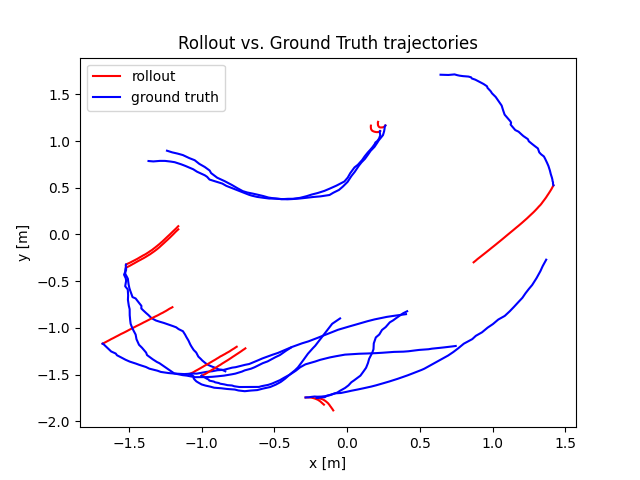 Rollout vs. Ground Truth trajectories
rollout
ground truth
1.5
1.0
0.5
0.0
−0.5
−1.0
−1.5
−2.0
y [m]
−1.5 −1.0 −0.5 0.0 0.5 1.0 1.5
x [m]